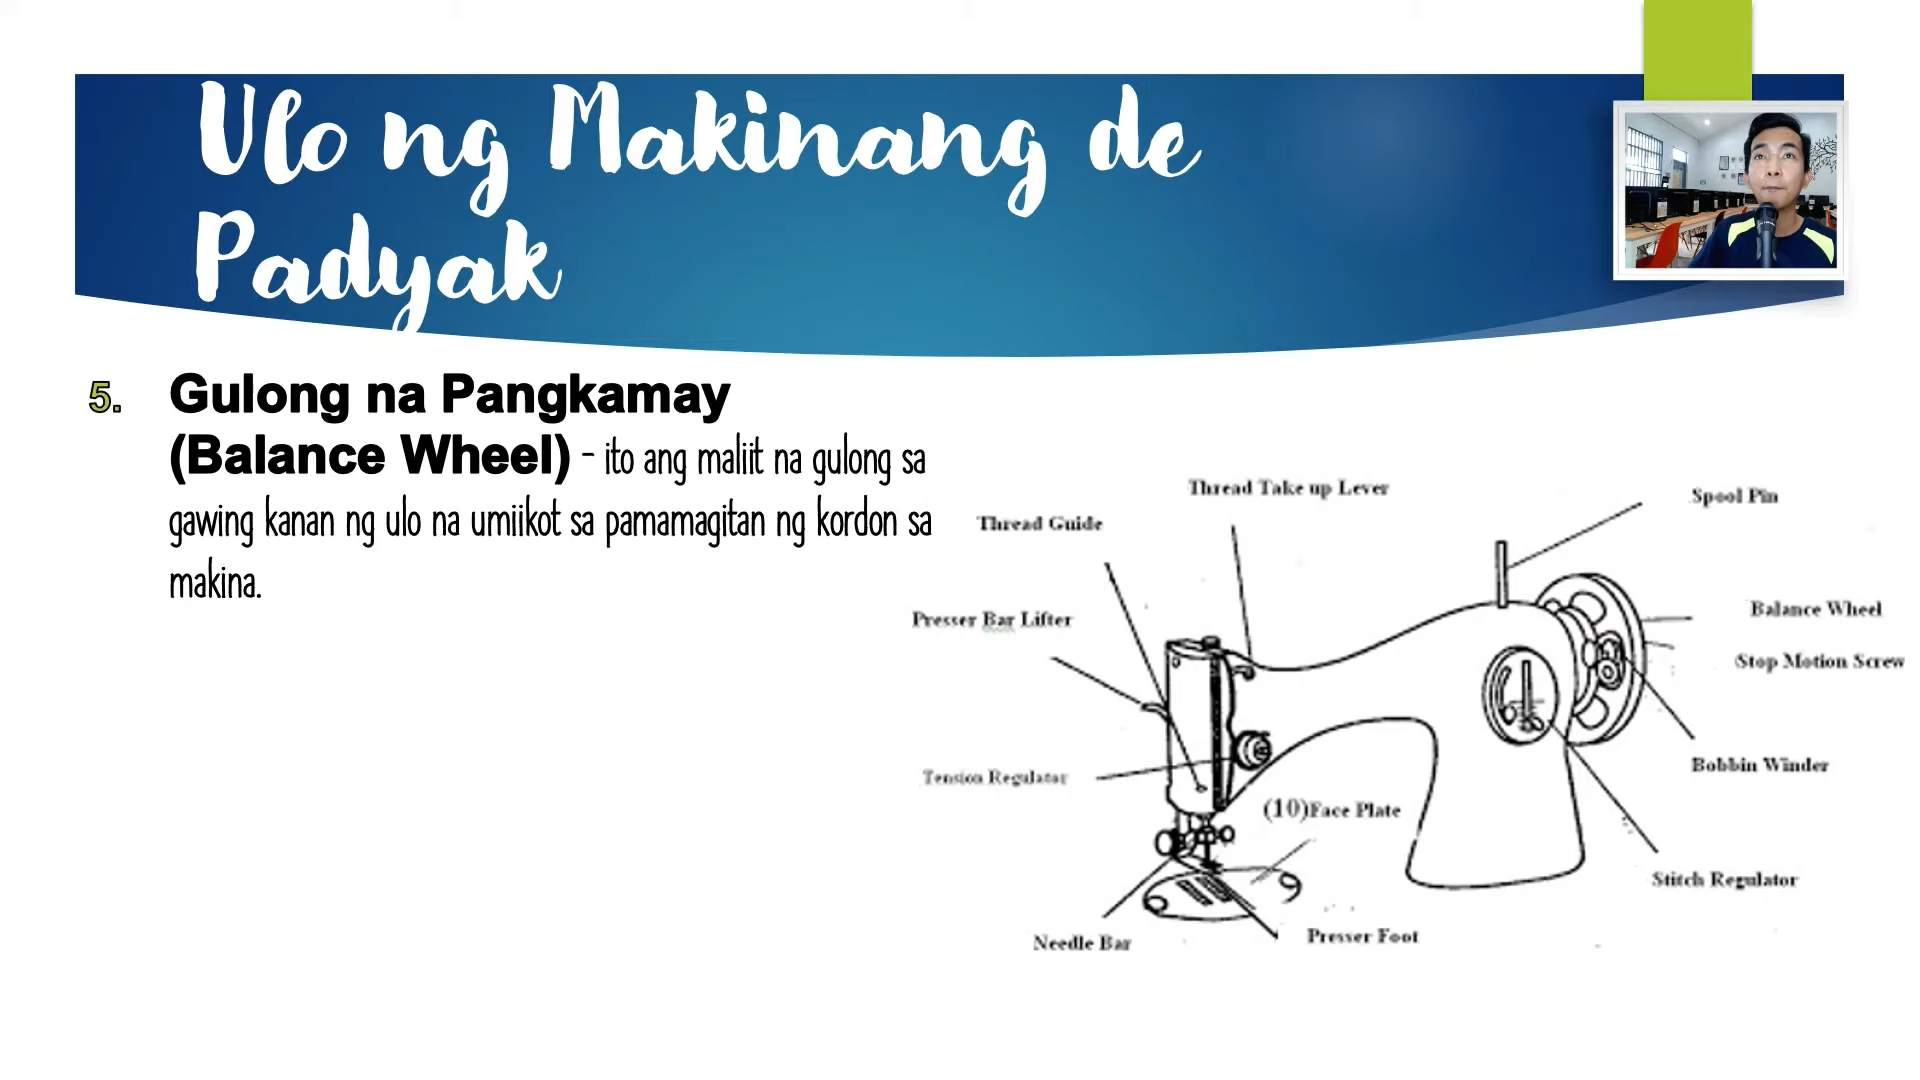 Ulo ng Makinang de
Padyak
5. Gulong na Pangkamay
(Balance Wheel) - ito ang maliit na gulong sa
gawing kanan ng ulo na umiikot sa pamamagitan ng kordon sa
makina.
Thread Take up Lever
Spool Pin
Thread Guide
Balance Wheel
Presser Bar Lifter
Stop Motion Screw
Bobbin Winder
Tension Regulator
(10)Face Plate
Stitch Regulator
Presser Foot
Needle Bar